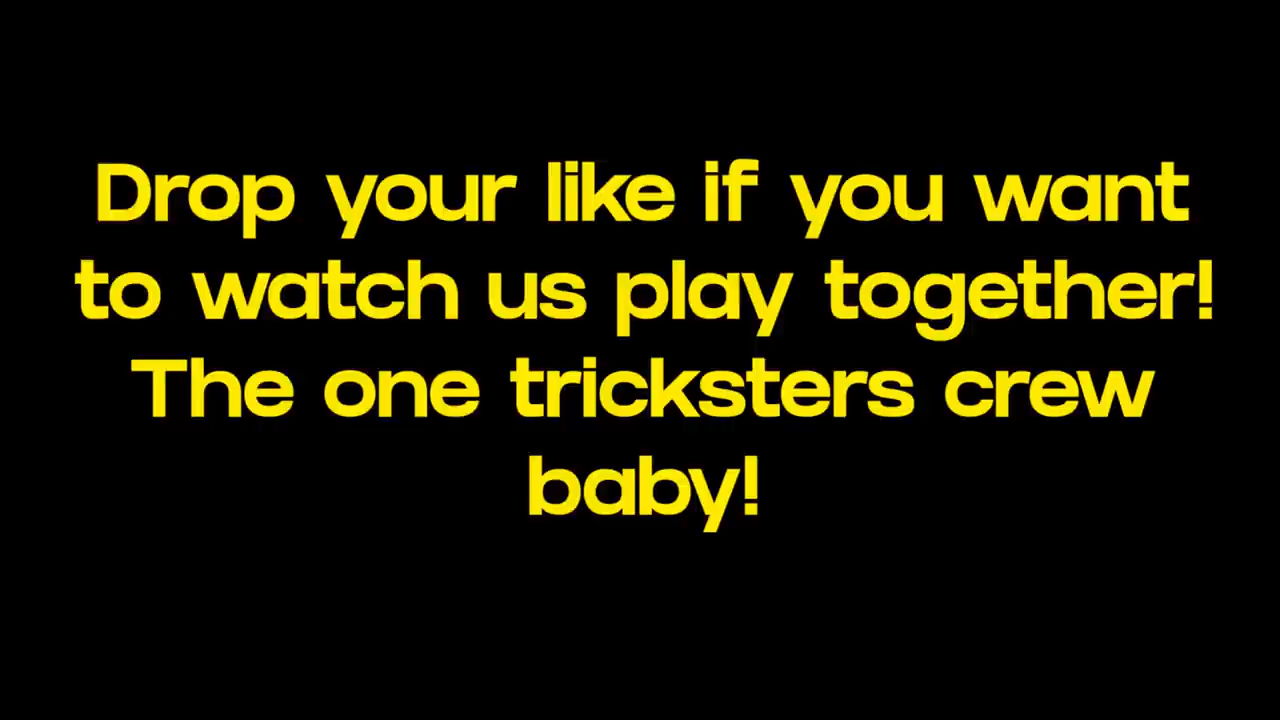 Drop your like if you want
to watch us play together!
The one tricksters crew
baby!